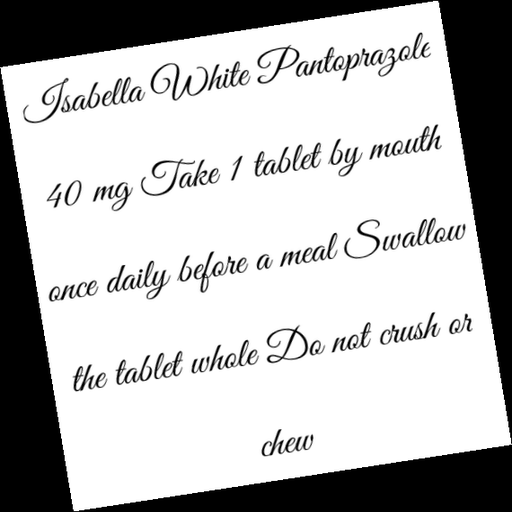 Isabella White Pantoprazole
40 mg Take 1 tablet by mouth
once daily before a meal Swallow
the tablet whole Do not crush or
chew